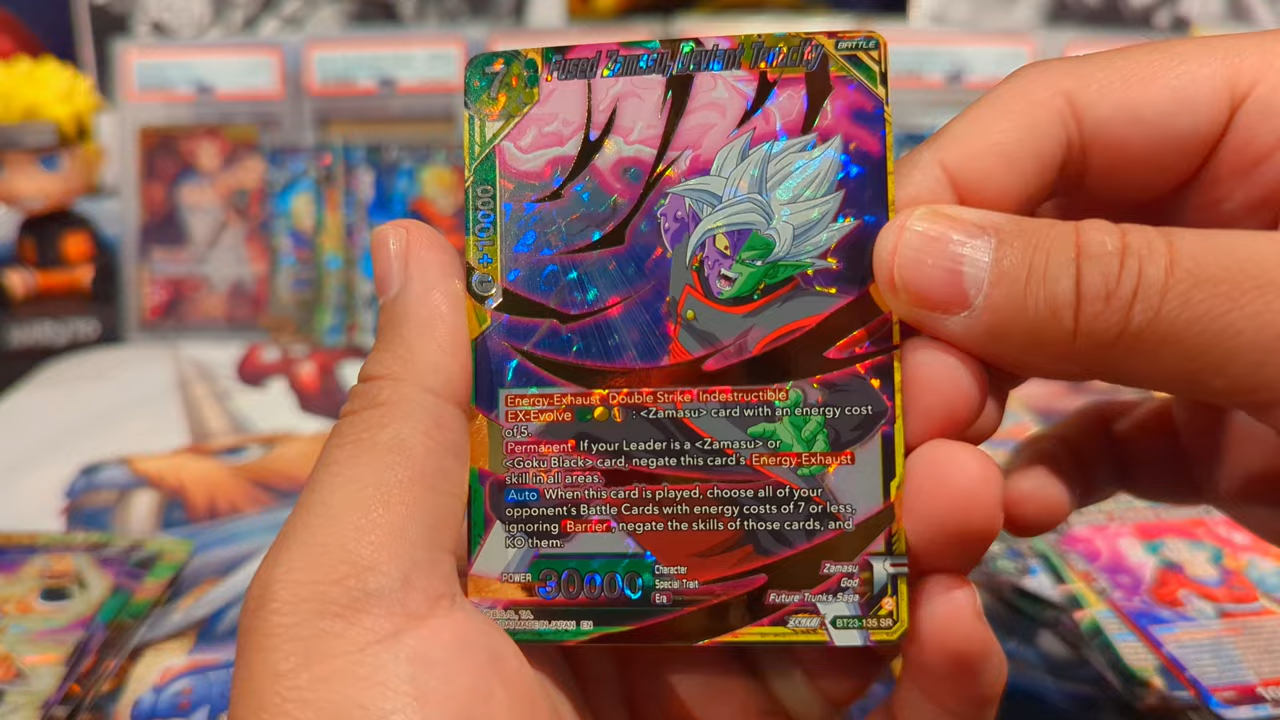 BATTLE
7
Fused Zamasu, Deviant
+10000
Energy-Exhaust Double Strike Indestructible
EX-Evolve 1 : <Zamasu> card with an energy cost
of 5.
Permanent If your Leader is a <Zamasu> or
<Goku Black> card, negate this card's Energy-Exhaust
skill in all areas.
Auto When this card is played, choose all of your
opponent's Battle Cards with energy costs of 7 or less,
ignoring Barrier, negate the skills of those cards, and
KO them.
POWER 30000
Character Zamasu
Special Trait God
Era Future Trunks Saga
MADE IN JAPAN EN
BT23-135 SR